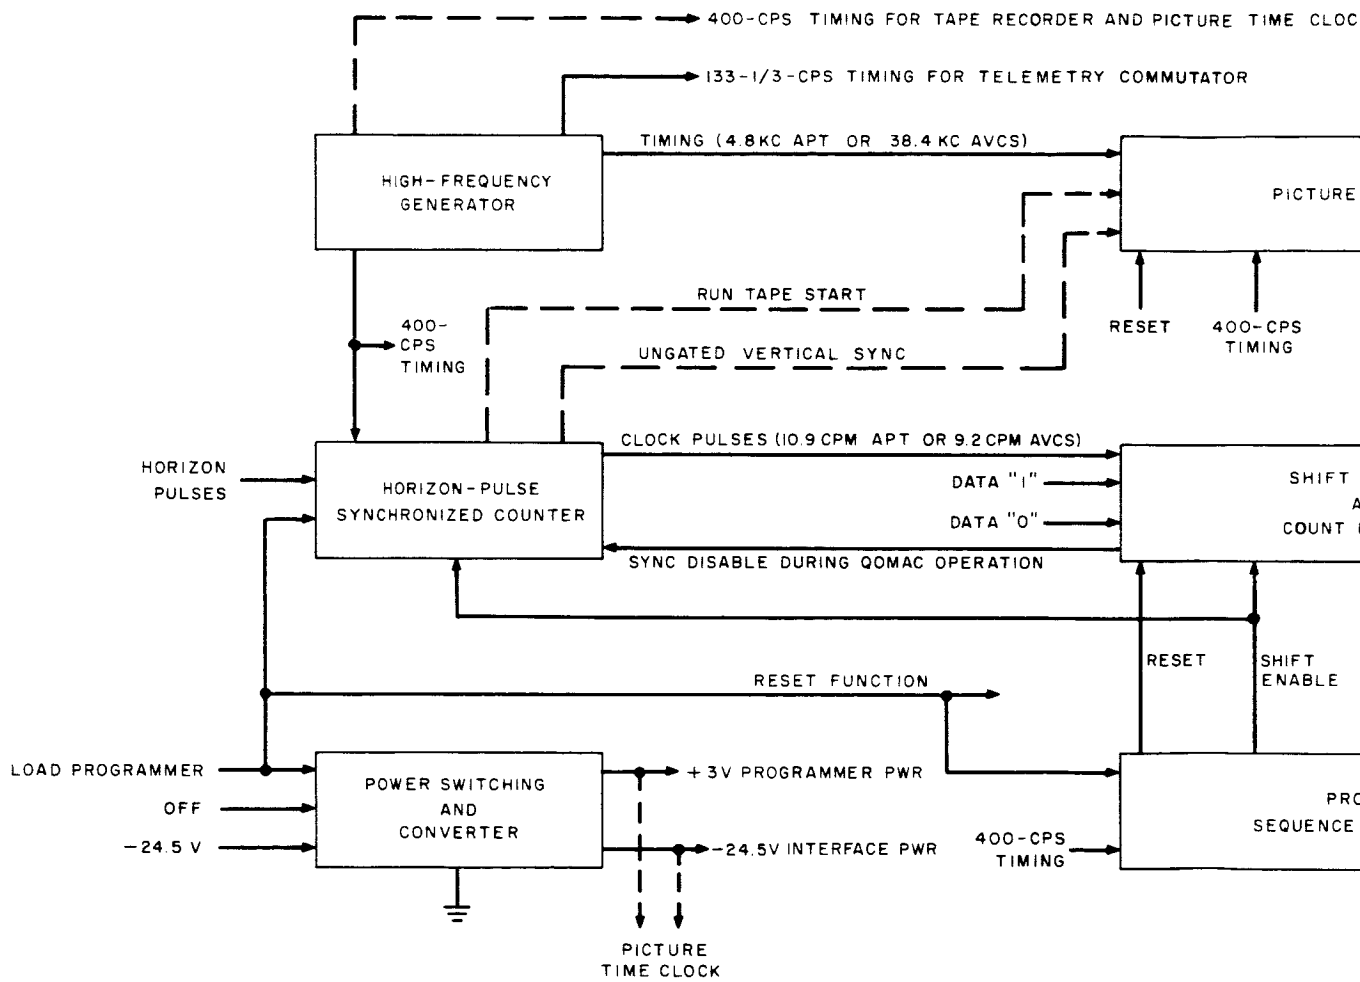 400-CPS TIMING FOR TAPE RECORDER AND PICTURE TIME CLOC
133-1/3-CPS TIMING FOR TELEMETRY COMMUTATOR
TIMING (4.8KC APT OR 38.4 KC AVCS)
HIGH-FREQUENCY
GENERATOR
PICTURE
RUN TAPE START
RESET
400-CPS
TIMING
400-
CPS
TIMING
UNGATED VERTICAL SYNC
CLOCK PULSES (10.9 CPM APT OR 9.2 CPM AVCS)
HORIZON
PULSES
HORIZON-PULSE
SYNCHRONIZED COUNTER
DATA "1"
DATA "0"
SHIFT
A
COUNT
SYNC DISABLE DURING QOMAC OPERATION
RESET
SHIFT
ENABLE
RESET FUNCTION
LOAD PROGRAMMER
OFF
-24.5 V
POWER SWITCHING
AND
CONVERTER
+3V PROGRAMMER PWR
-24.5V INTERFACE PWR
400-CPS
TIMING
PRO
SEQUENCE
PICTURE
TIME CLOCK